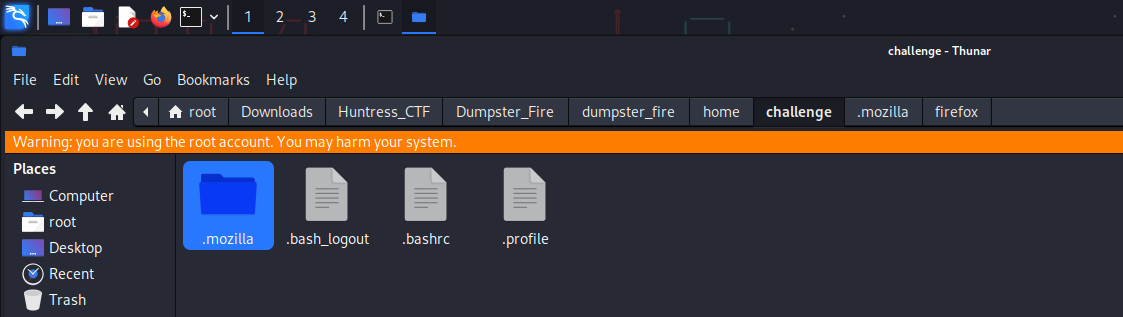 1 2 3 4
challenge - Thunar
File Edit View Go Bookmarks Help
root Downloads Huntress_CTF Dumpster_Fire dumpster_fire home challenge .mozilla firefox
Warning: you are using the root account. You may harm your system.
Places
Computer
root
Desktop
Recent
Trash
.mozilla .bash_logout .bashrc .profile